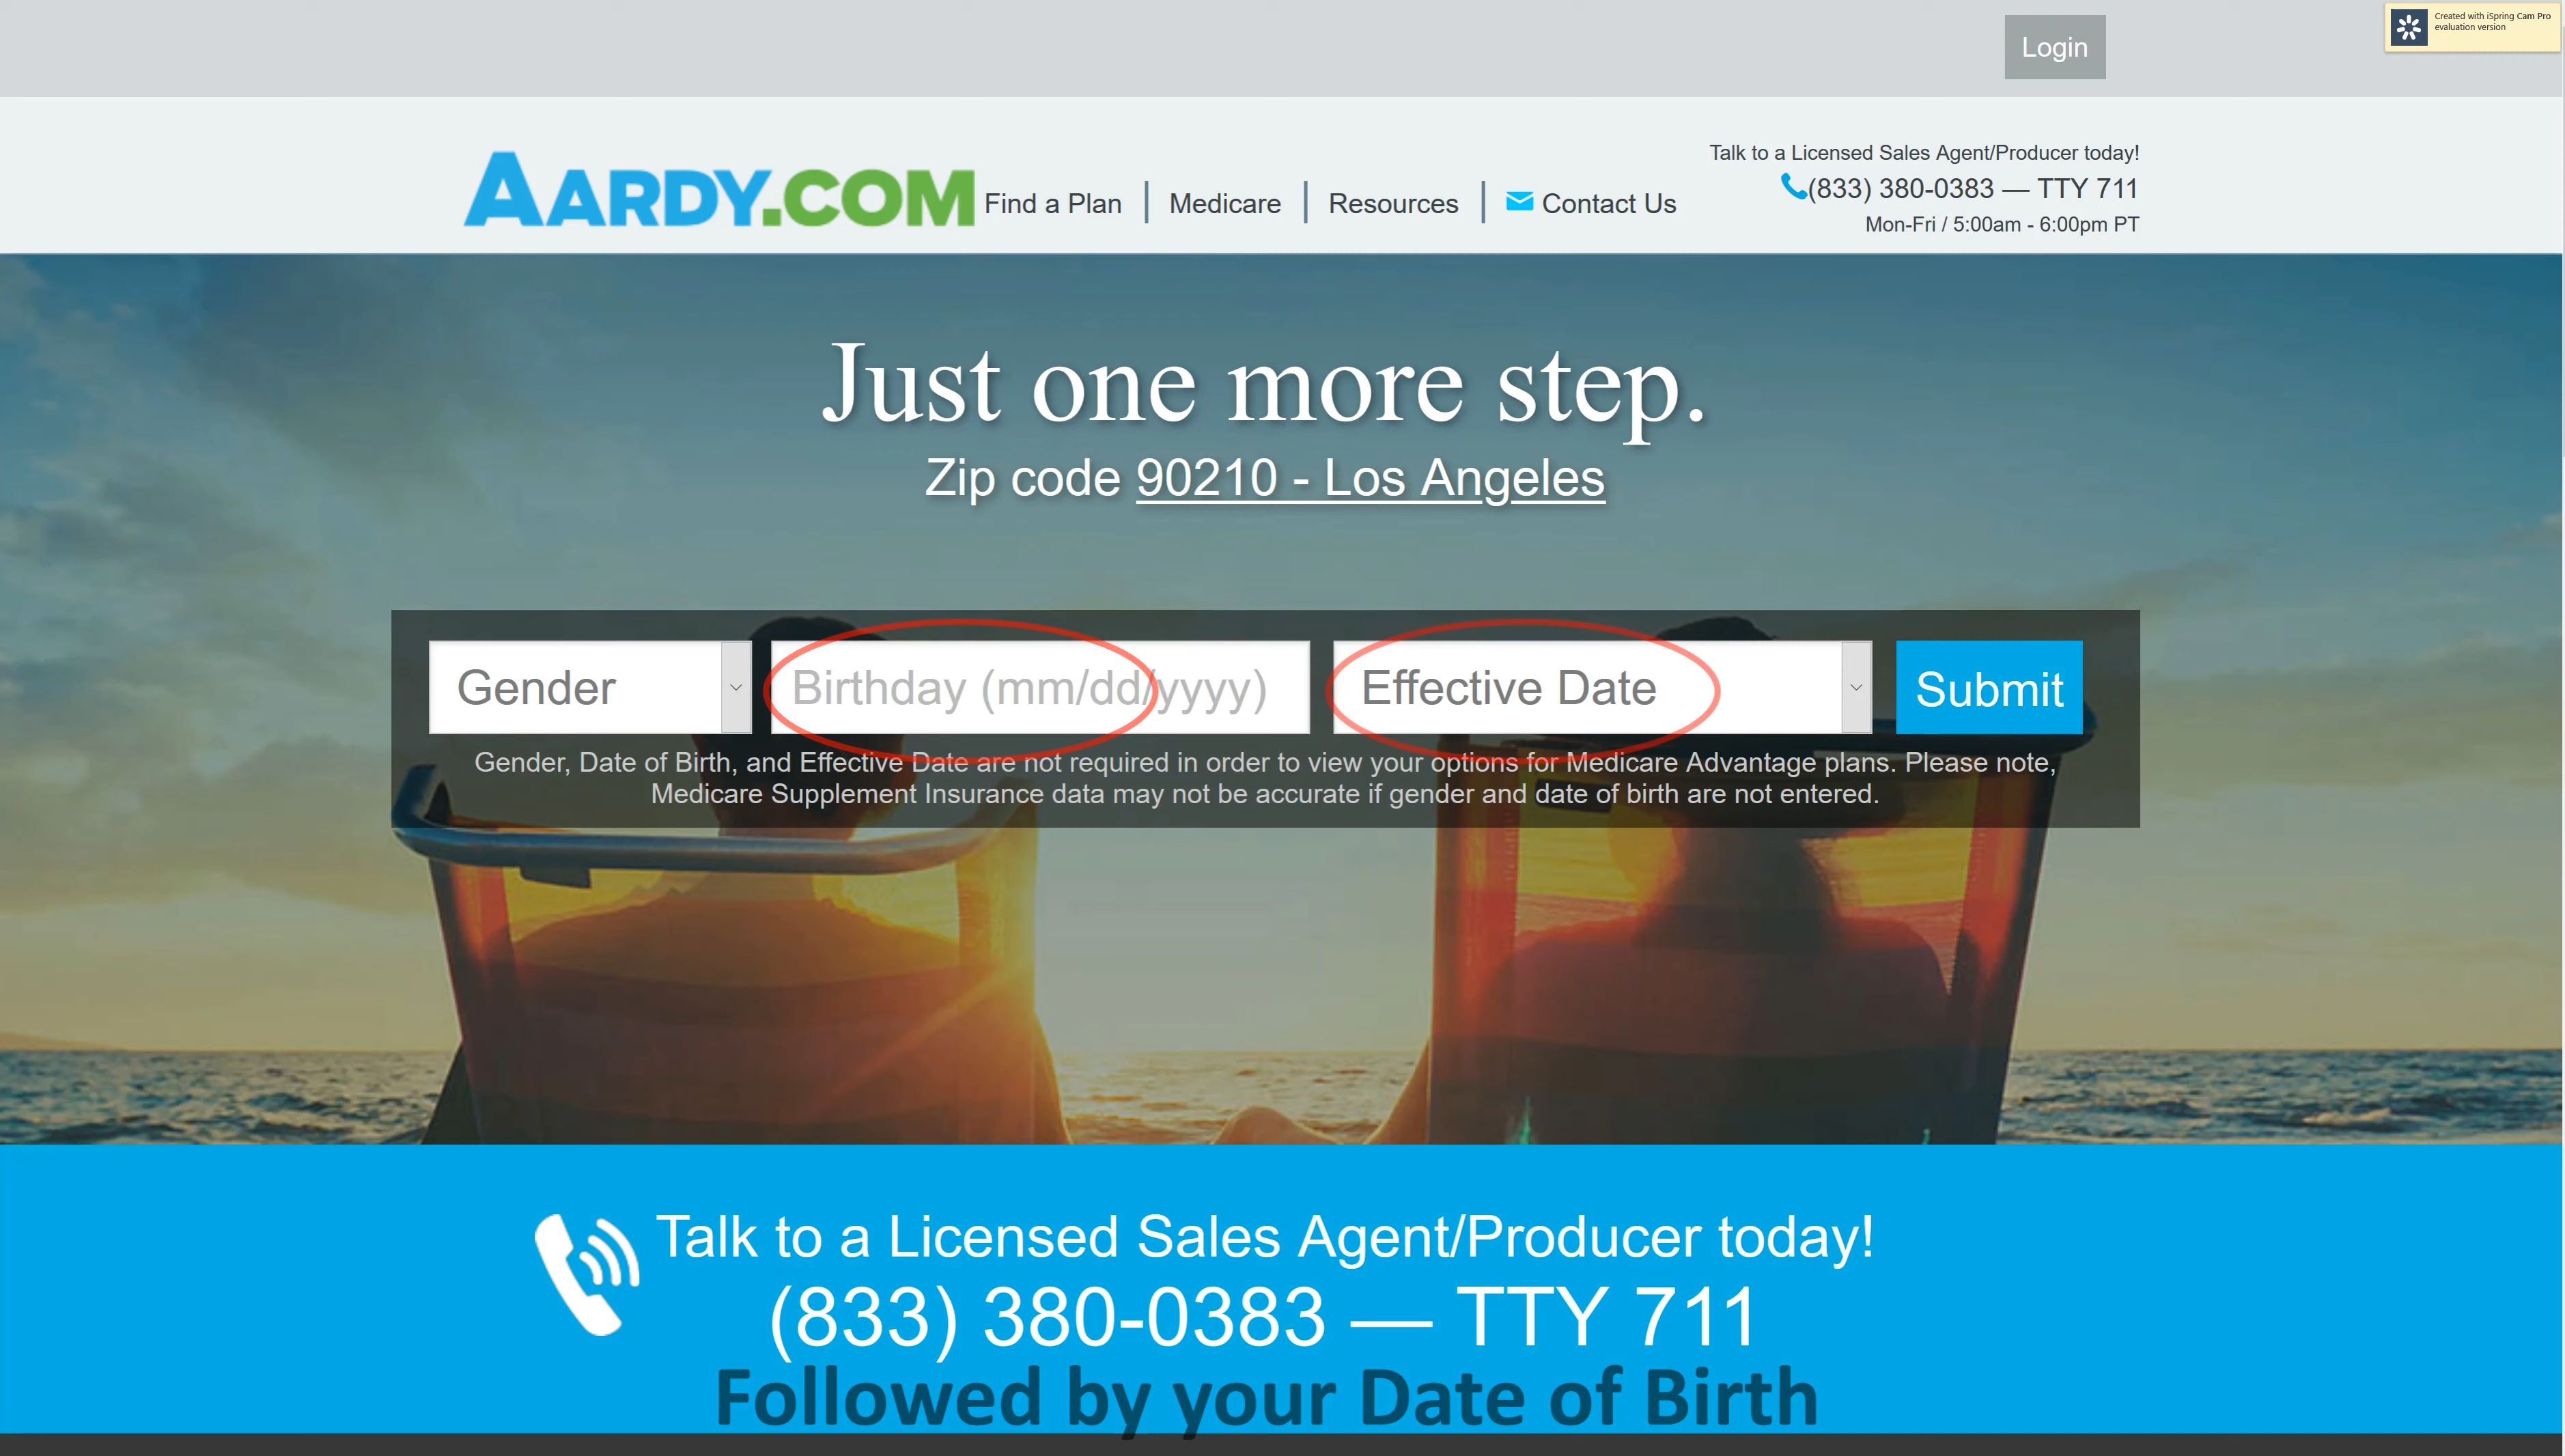 Login
Created with iSpring Cam Pro
evaluation version
AARDY.COM
Find a Plan
Medicare
Resources
Contact Us
Talk to a Licensed Sales Agent/Producer today!
(833) 380-0383 — TTY 711
Mon-Fri / 5:00am - 6:00pm PT
Just one more step.
Zip code 90210 - Los Angeles
Gender
Birthday (mm/dd/yyyy)
Effective Date
Submit
Gender, Date of Birth, and Effective Date are not required in order to view your options for Medicare Advantage plans. Please note,
Medicare Supplement Insurance data may not be accurate if gender and date of birth are not entered.
Talk to a Licensed Sales Agent/Producer today!
(833) 380-0383 — TTY 711
Followed by your Date of Birth